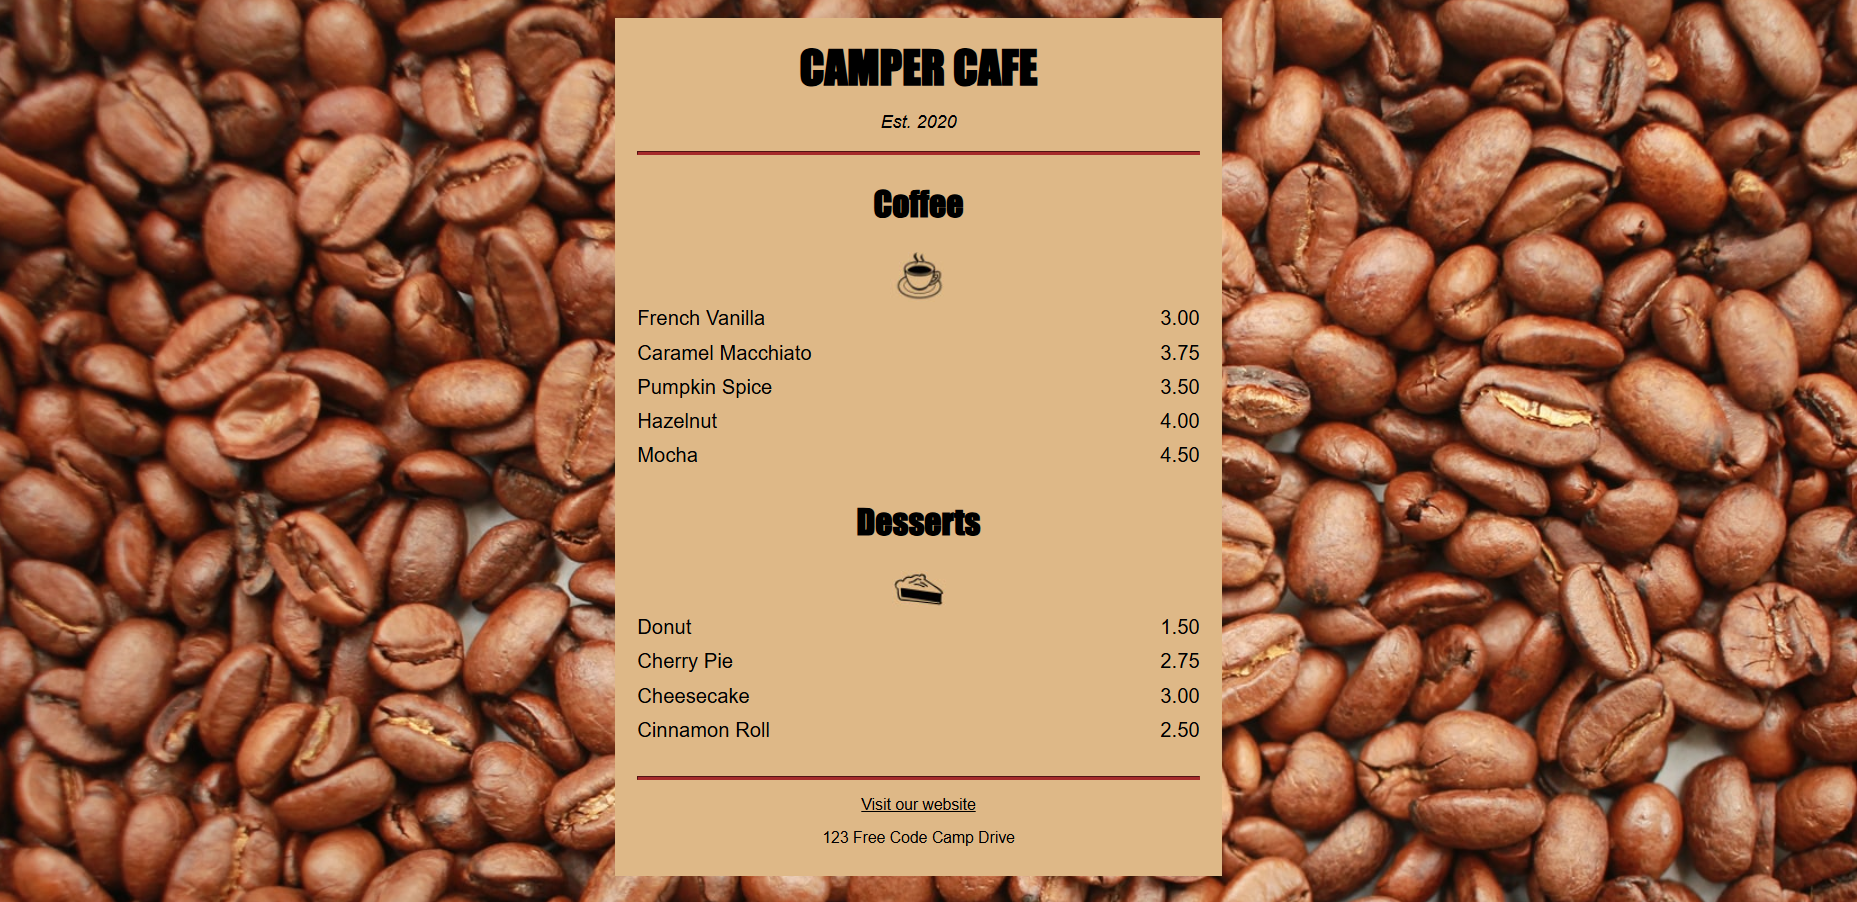 CAMPER CAFE
Est. 2020
Coffee
French Vanilla 3.00
Caramel Macchiato 3.75
Pumpkin Spice 3.50
Hazelnut 4.00
Mocha 4.50
Desserts
Donut 1.50
Cherry Pie 2.75
Cheesecake 3.00
Cinnamon Roll 2.50
Visit our website
123 Free Code Camp Drive